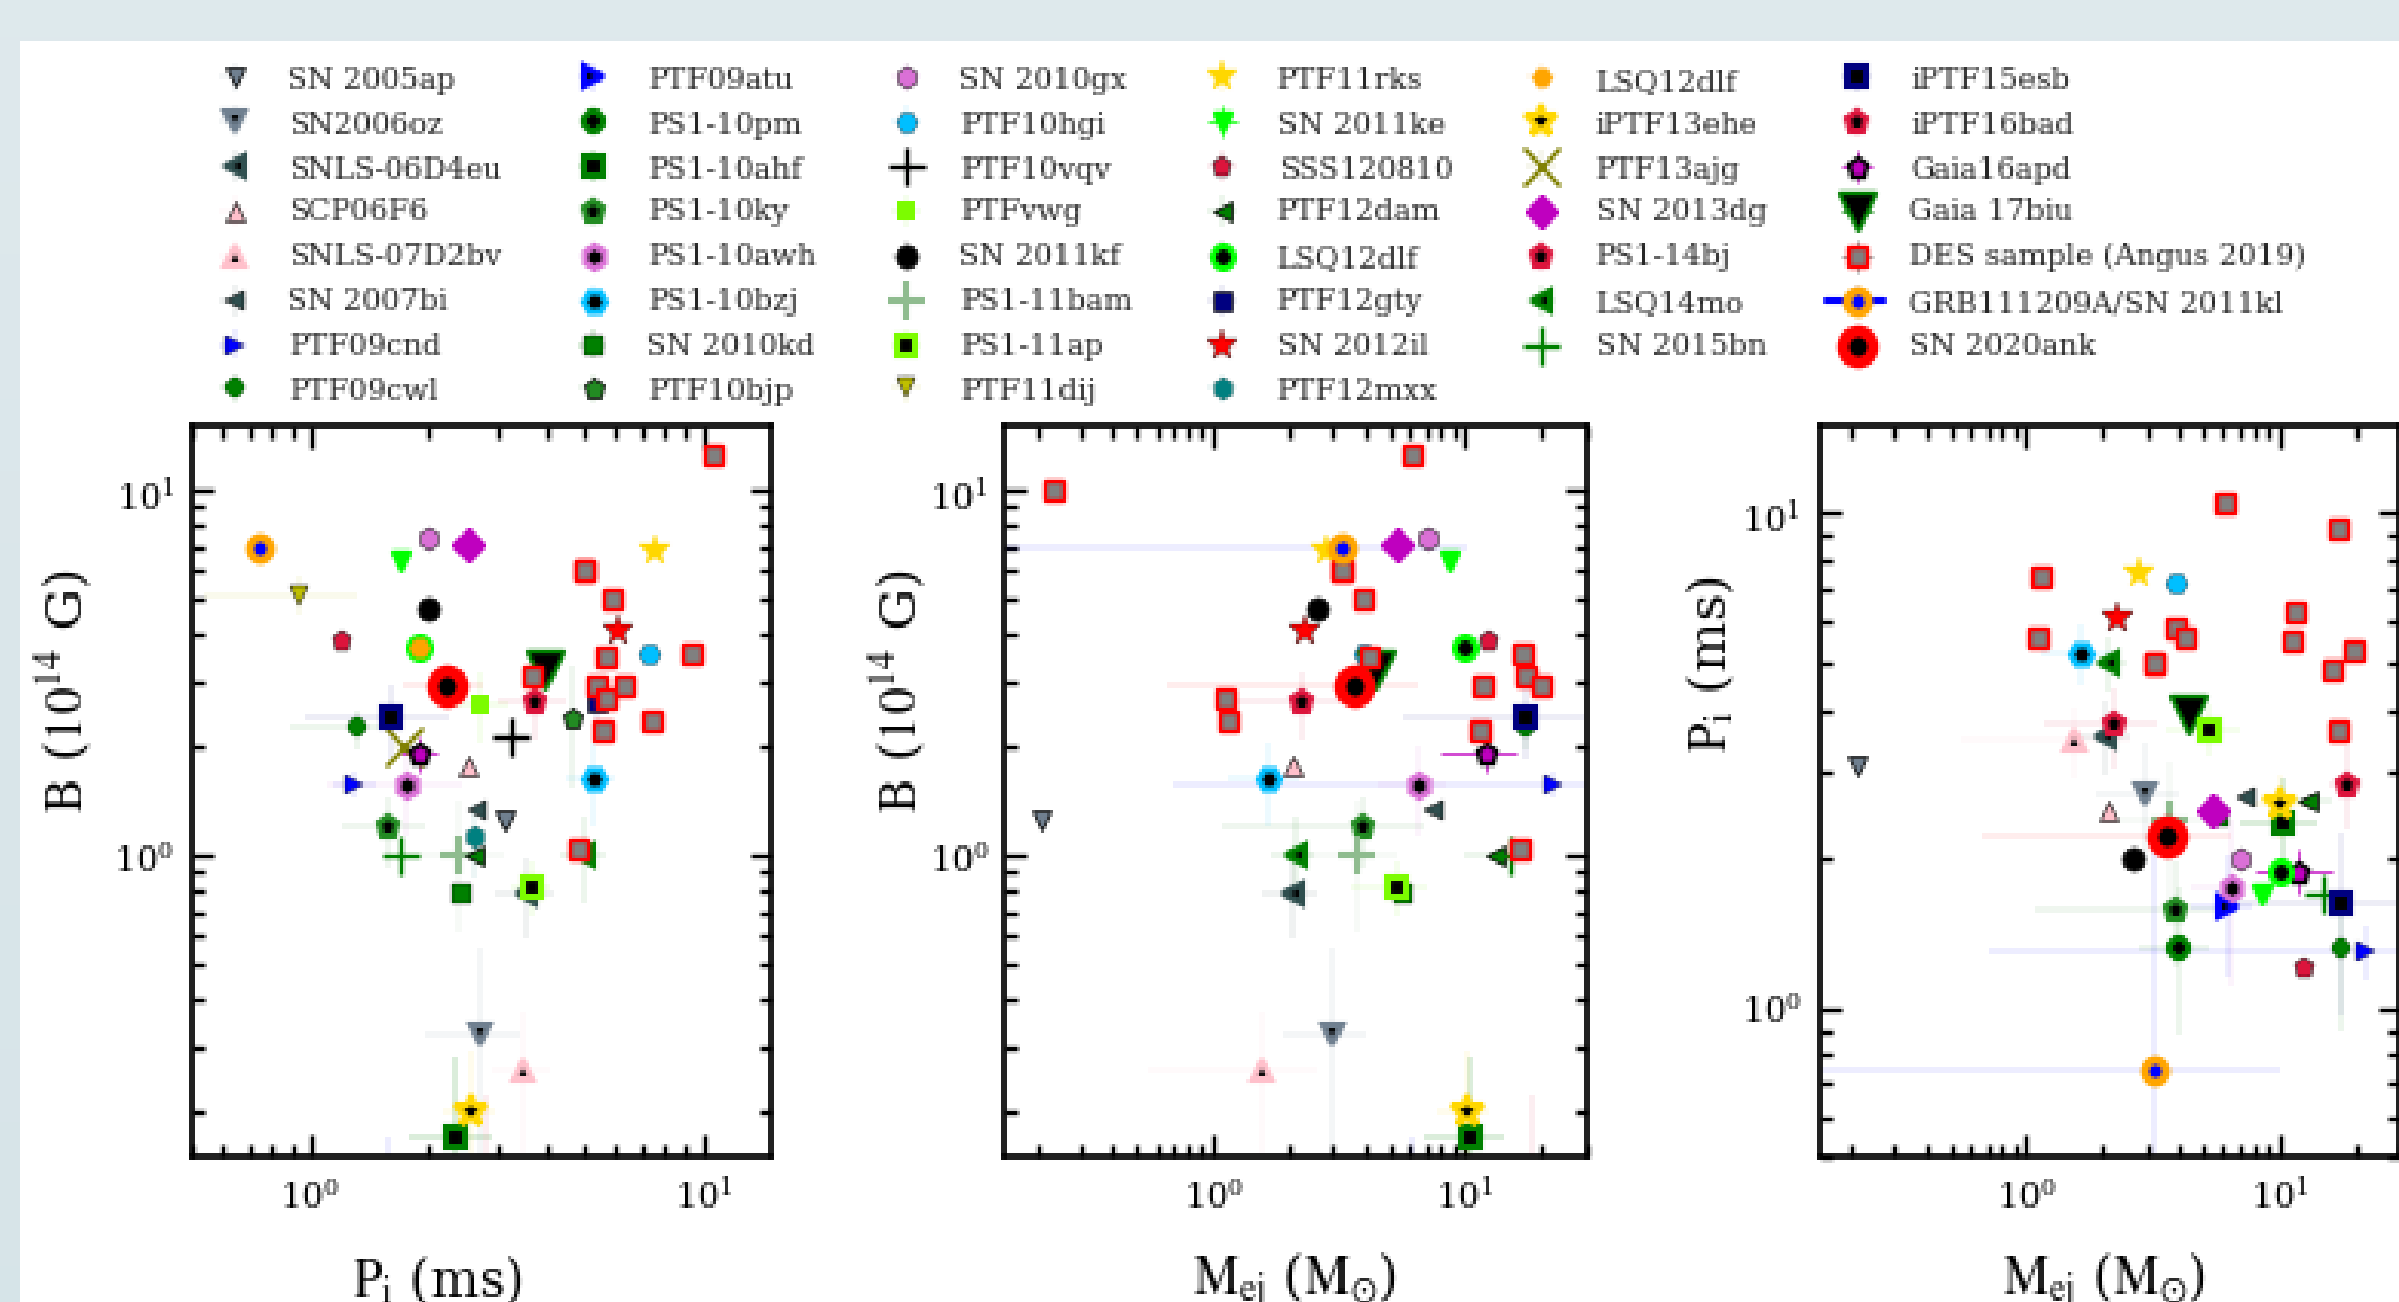 SN 2005ap PTF09atu SN 2010gx PTF11rks LSQ12dlf iPTF15esb
SN2006oz PS1-10pm PTF10hgi SN 2011ke iPTF13ehe iPTF16bad
SNLS-06D4eu PS1-10ahf PTF10vqv SSS120810 PTF13ajg Gaia16apd
SCP06F6 PS1-10ky PTFvwg PTF12dam SN 2013dg Gaia 17biu
SNLS-07D2bv PS1-10awh SN 2011kf LSQ12dlf PS1-14bj DES sample (Angus 2019)
SN 2007bi PS1-10bzj PS1-11bam PTF12gty LSQ14mo GRB111209A/SN 2011kl
PTF09cnd SN 2010kd PS1-11ap SN 2012il SN 2015bn SN 2020ank
PTF09cwl PTF10bjp PTF11dij PTF12mxx
10¹
10⁰
B (10¹⁴ G)
10⁰ 10¹
Pᵢ (ms)
10¹
10⁰
B (10¹⁴ G)
10⁰ 10¹
Mₑⱼ (M☉)
10¹
10⁰
Pᵢ (ms)
10⁰ 10¹
Mₑⱼ (M☉)